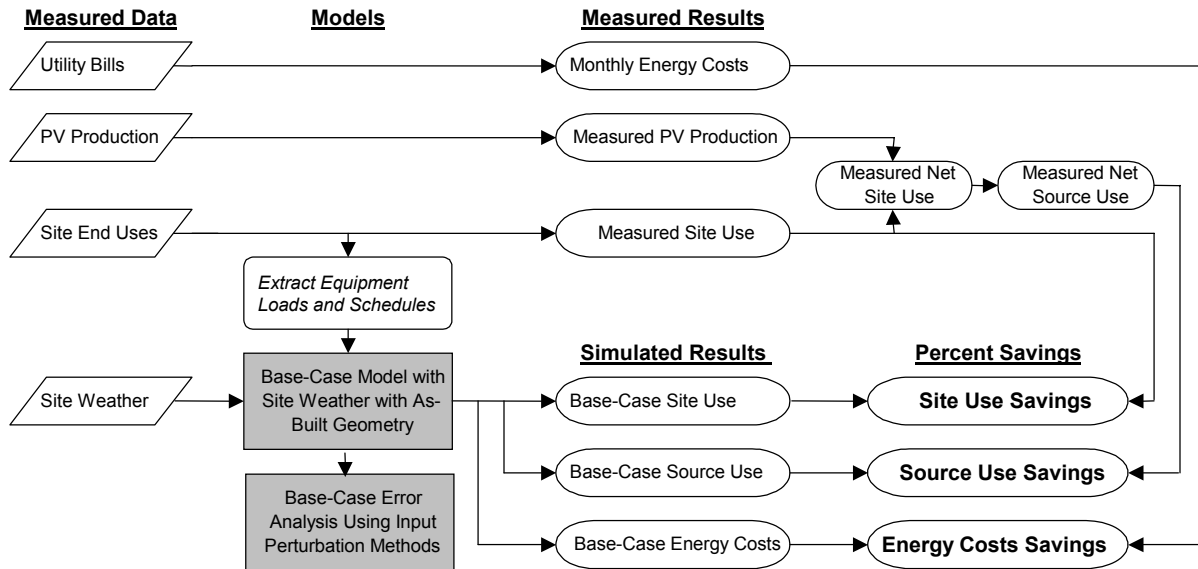 Measured Data
Models
Measured Results
Utility Bills
Monthly Energy Costs
PV Production
Measured PV Production
Measured Net
Site Use
Measured Net
Source Use
Site End Uses
Measured Site Use
Extract Equipment
Loads and Schedules
Simulated Results
Percent Savings
Site Weather
Base-Case Model with
Site Weather with As-
Built Geometry
Base-Case Site Use
Site Use Savings
Base-Case Source Use
Source Use Savings
Base-Case Error
Analysis Using Input
Perturbation Methods
Base-Case Energy Costs
Energy Costs Savings